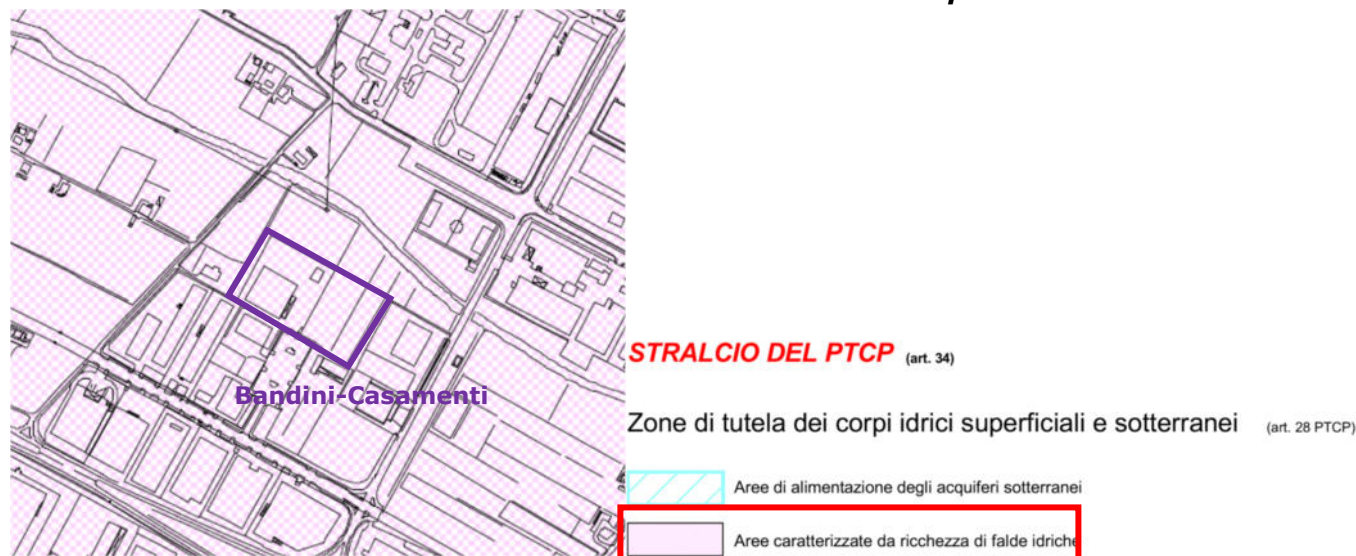 Bandini-Casamenti
STRALCIO DEL PTCP (art. 34)
Zone di tutela dei corpi idrici superficiali e sotterranei (art. 28 PTCP)
Aree di alimentazione degli acquiferi sotterranei
Aree caratterizzate da ricchezza di falde idriche